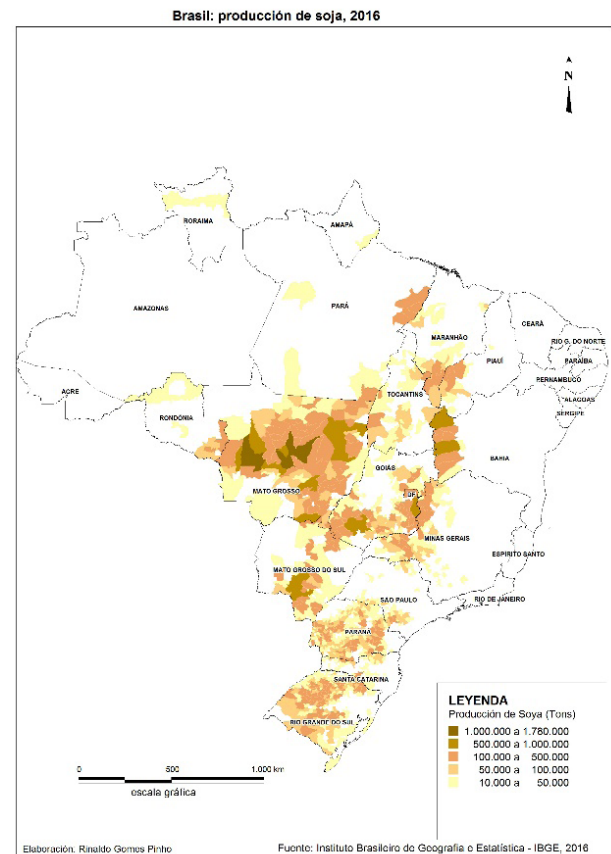 Brasil: producción de soja, 2016
N
RORAIMA
AMAPÁ
AMAZONAS
PARÁ
MARANHÃO
CEARÁ
RIO G. DO NORTE
PARAÍBA
PIAUÍ
PERNAMBUCO
ACRE
ALAGOAS
TOCANTINS
SERGIPE
RONDÔNIA
BAHIA
GOIÁS
MATO GROSSO
DF
MINAS GERAIS
ESPIRITO SANTO
MATO GROSSO DO SUL
RIO DE JANEIRO
SAO PAULO
PARANÁ
SANTA CATARINA
RIO GRANDE DO SUL
LEYENDA
Producción de Soya (Tons)
1.000.000 a 1.780.000
500.000 a 1.000.000
100.000 a 500.000
50.000 a 100.000
10.000 a 50.000
0 500 1.000 km
escala gráfica
Elaboración: Rinaldo Gomes Pinho
Fuente: Instituto Brasileiro de Geografia e Estatística - IBGE, 2016